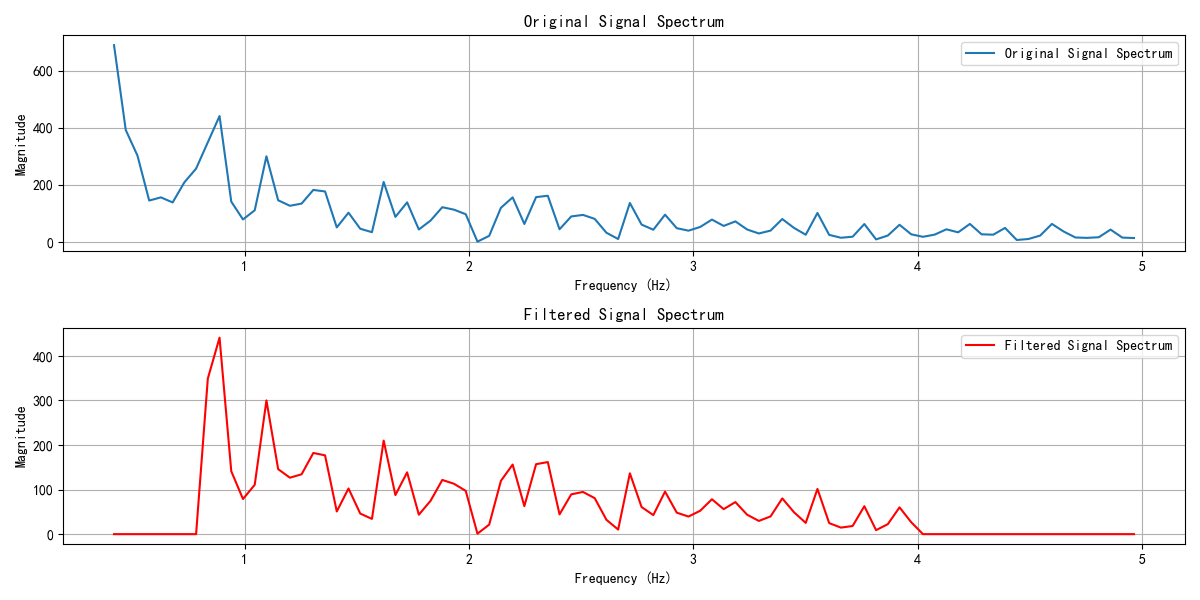 Original Signal Spectrum
Original Signal Spectrum
Magnitude
600
400
200
0
1 2 3 4 5
Frequency (Hz)
Filtered Signal Spectrum
Filtered Signal Spectrum
Magnitude
400
300
200
100
0
1 2 3 4 5
Frequency (Hz)